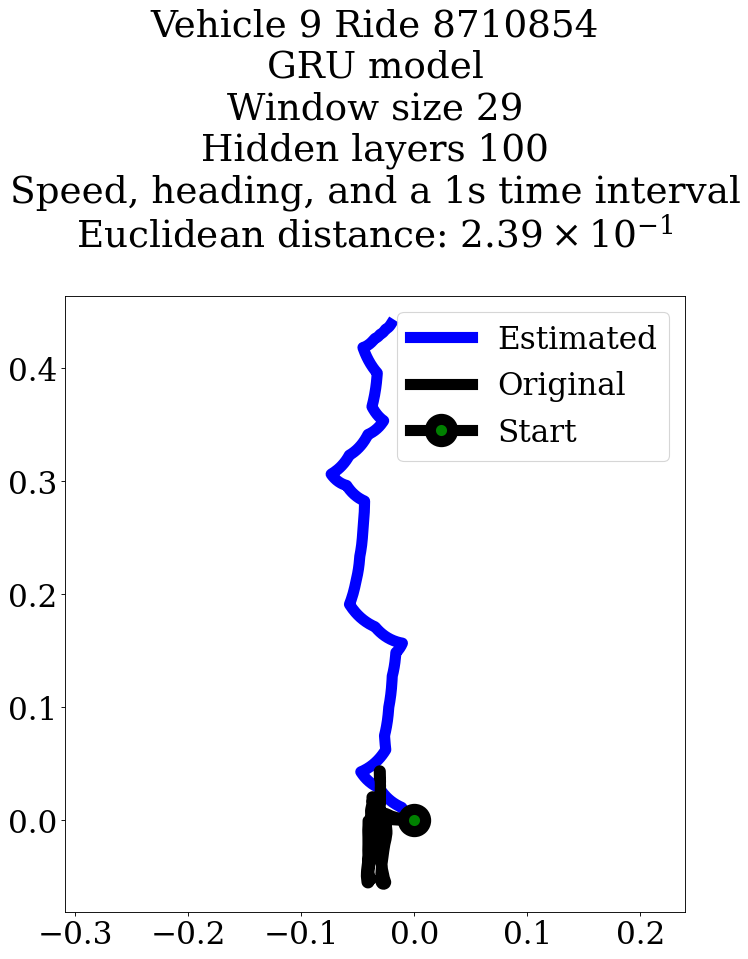 Vehicle 9 Ride 8710854
GRU model
Window size 29
Hidden layers 100
Speed, heading, and a 1s time interval
Euclidean distance: 2.39 × 10⁻¹
Estimated
Original
Start
0.4
0.3
0.2
0.1
0.0
−0.3 −0.2 −0.1 0.0 0.1 0.2